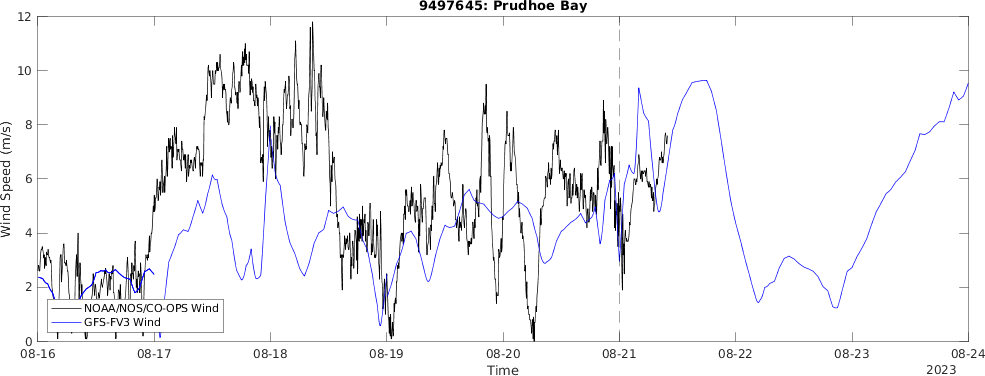 9497645: Prudhoe Bay
12
10
8
6
4
2
0
Wind Speed (m/s)
NOAA/NOS/CO-OPS Wind
GFS-FV3 Wind
08-16 08-17 08-18 08-19 08-20 08-21 08-22 08-23 08-24
Time
2023